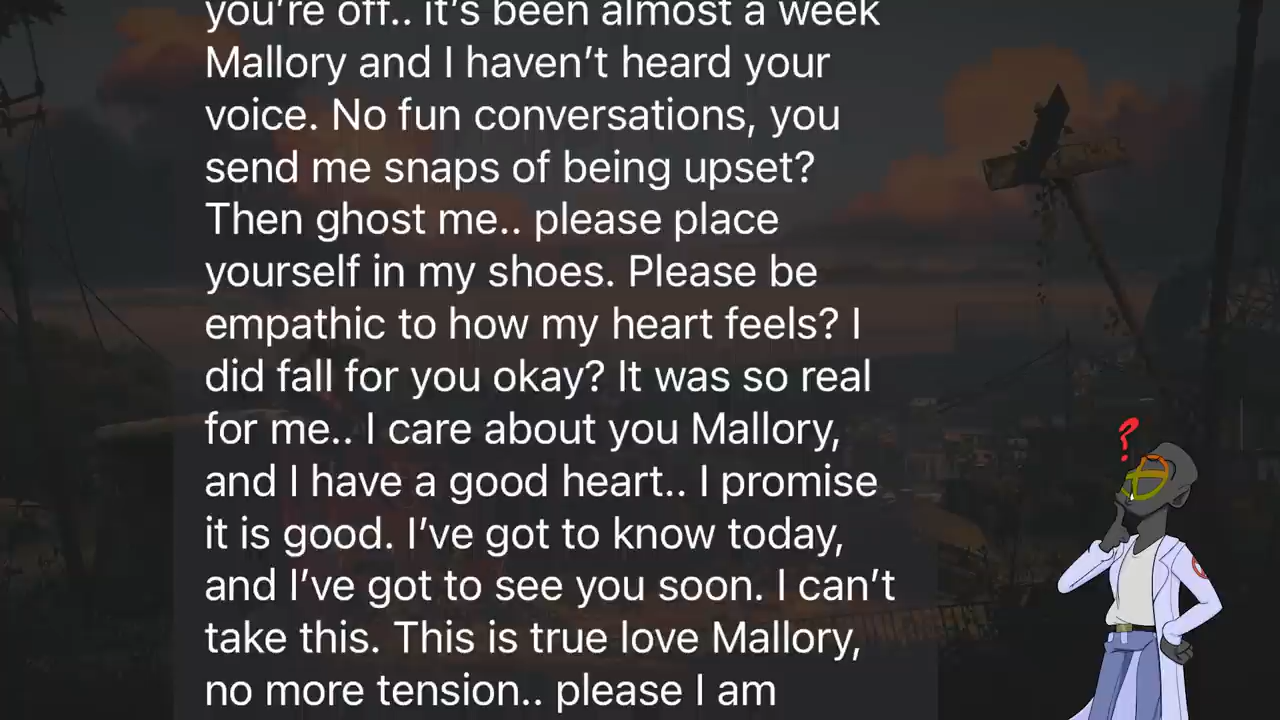 you're off.. it's been almost a week
Mallory and I haven't heard your
voice. No fun conversations, you
send me snaps of being upset?
Then ghost me.. please place
yourself in my shoes. Please be
empathic to how my heart feels? I
did fall for you okay? It was so real
for me.. I care about you Mallory,
and I have a good heart.. I promise
it is good. I've got to know today,
and I've got to see you soon. I can't
take this. This is true love Mallory,
no more tension.. please I am
?